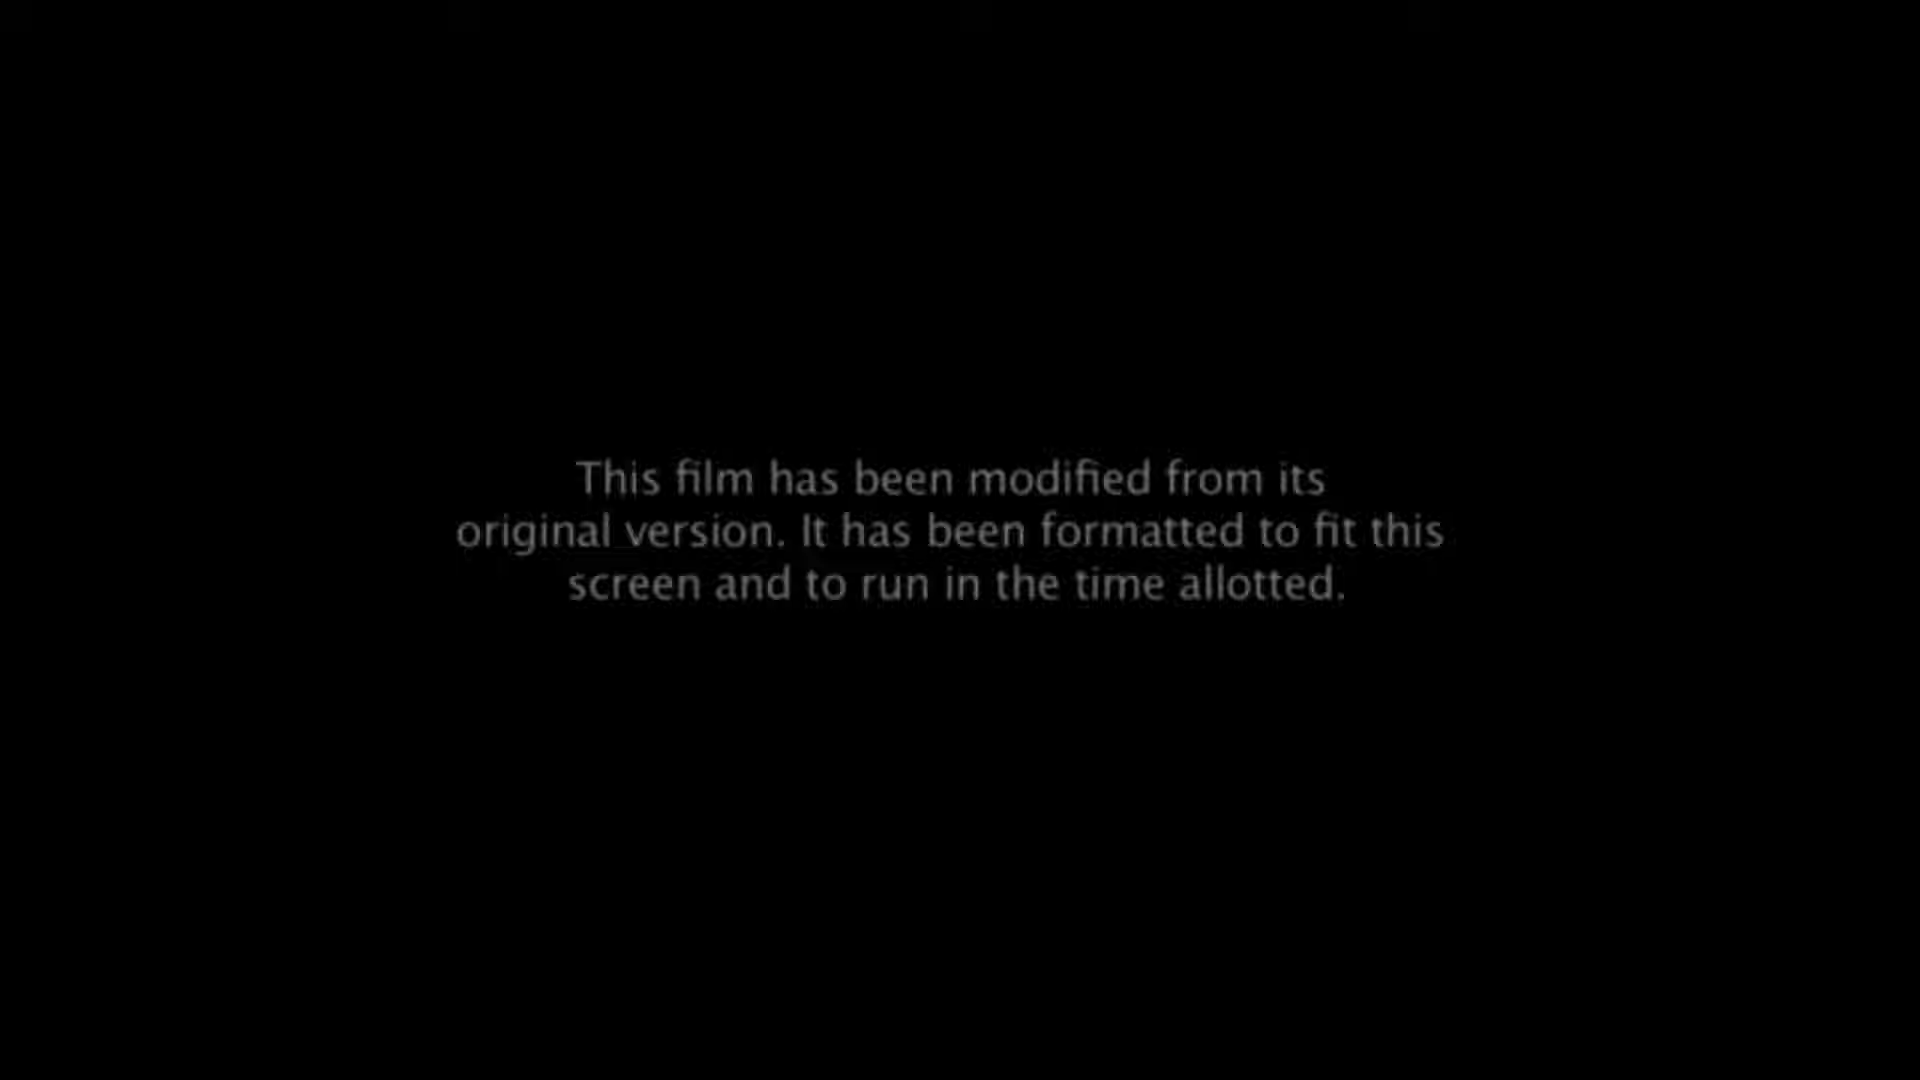 This film has been modified from its
original version. It has been formatted to fit this
screen and to run in the time allotted.